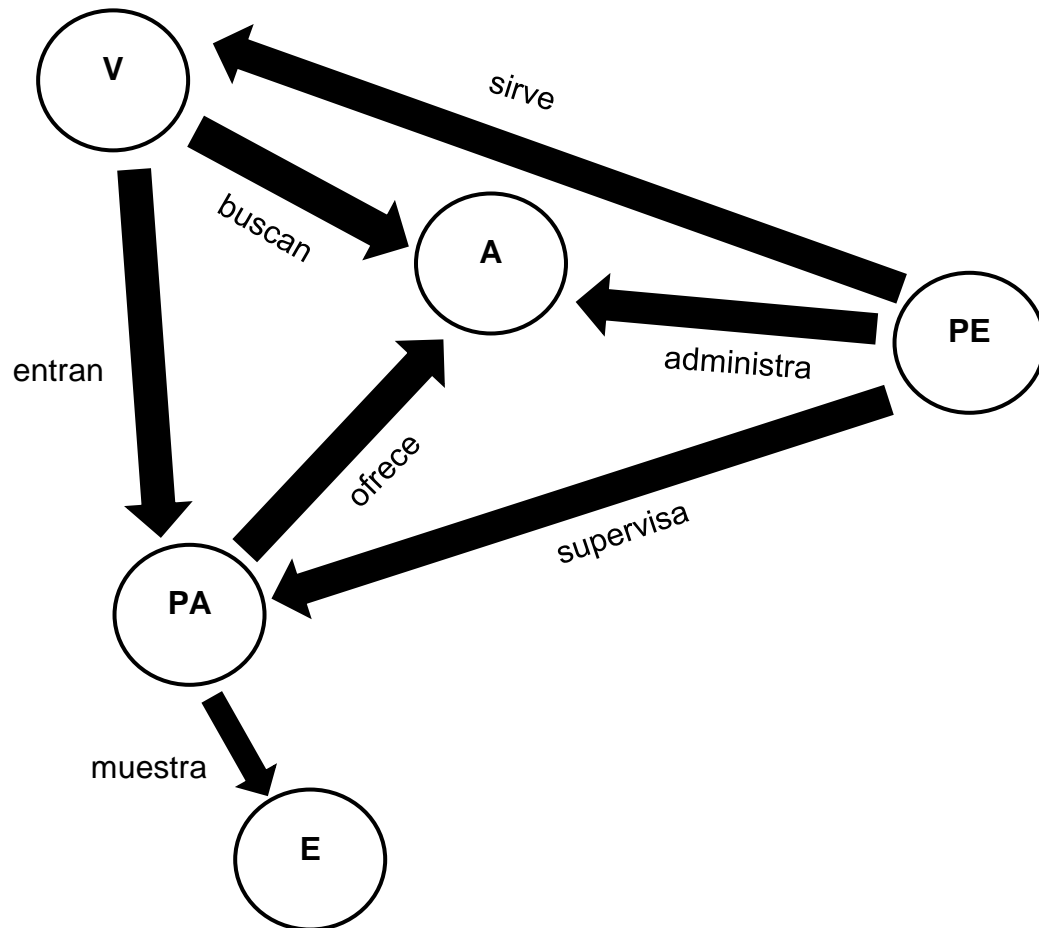 V
sirve
buscan
A
PE
administra
entran
ofrece
supervisa
PA
muestra
E